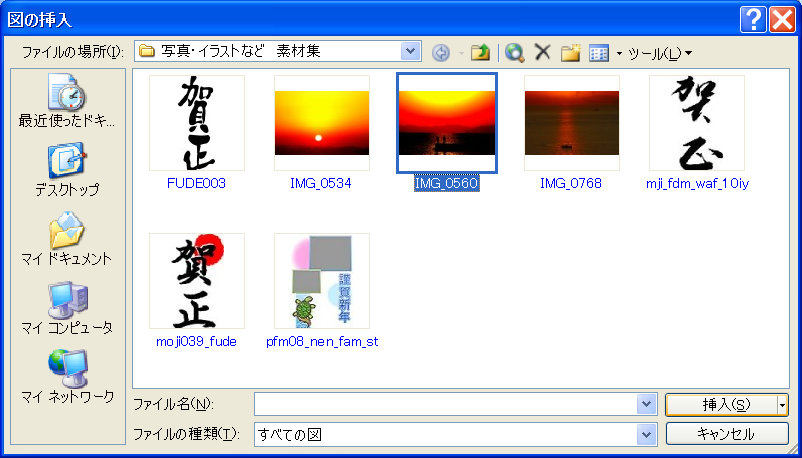 図の挿入
ファイルの場所(I):
写真・イラストなど 素材集
ツール(L)
最近使ったドキ...
デスクトップ
マイ ドキュメント
マイ コンピュータ
マイ ネットワーク
賀正
FUDE003
IMG_0534
IMG_0560
IMG_0768
賀正
mji_fdm_waf_10iy
賀正
moji039_fude
謹賀新年
pfm08_nen_fam_st
ファイル名(N):
挿入(S)
ファイルの種類(T):
すべての図
キャンセル